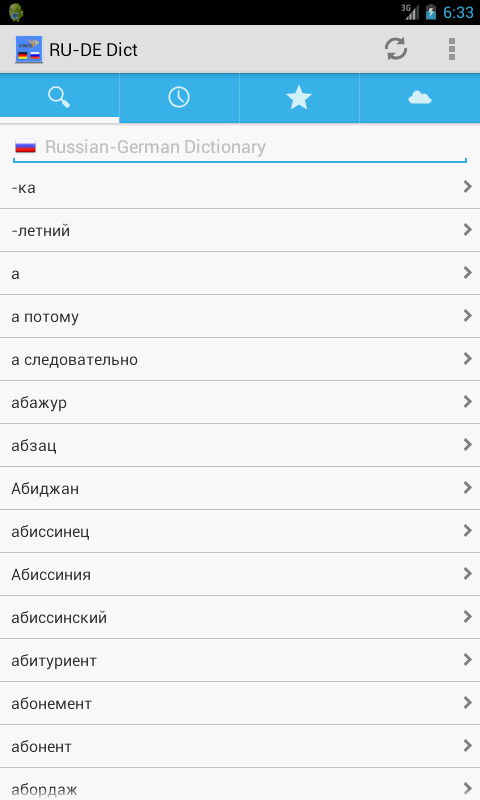 3G 6:33
RU-DE Dict
Russian-German Dictionary
-ка
-летний
а
а потому
а следовательно
абажур
абзац
Абиджан
абиссинец
Абиссиния
абиссинский
абитуриент
абонемент
абонент
абордаж